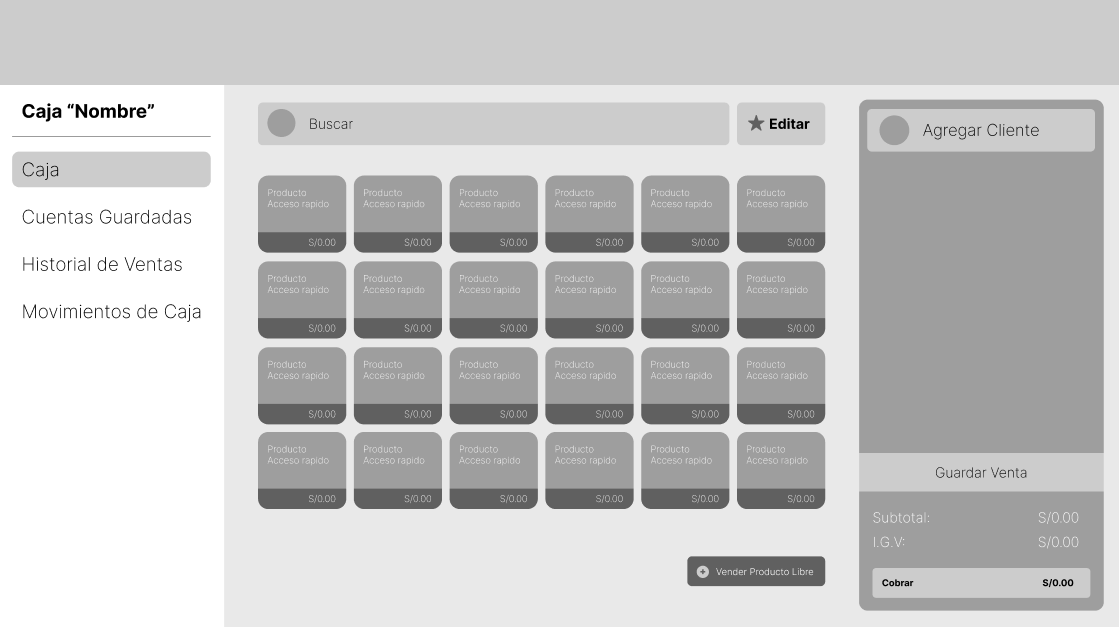 Caja “Nombre”
Caja
Cuentas Guardadas
Historial de Ventas
Movimientos de Caja
Buscar
Editar
Producto
Acceso rapido
S/0.00
Producto
Acceso rapido
S/0.00
Producto
Acceso rapido
S/0.00
Producto
Acceso rapido
S/0.00
Producto
Acceso rapido
S/0.00
Producto
Acceso rapido
S/0.00
Producto
Acceso rapido
S/0.00
Producto
Acceso rapido
S/0.00
Producto
Acceso rapido
S/0.00
Producto
Acceso rapido
S/0.00
Producto
Acceso rapido
S/0.00
Producto
Acceso rapido
S/0.00
Producto
Acceso rapido
S/0.00
Producto
Acceso rapido
S/0.00
Producto
Acceso rapido
S/0.00
Producto
Acceso rapido
S/0.00
Producto
Acceso rapido
S/0.00
Producto
Acceso rapido
S/0.00
Producto
Acceso rapido
S/0.00
Producto
Acceso rapido
S/0.00
Producto
Acceso rapido
S/0.00
Producto
Acceso rapido
S/0.00
Producto
Acceso rapido
S/0.00
Producto
Acceso rapido
S/0.00
Vender Producto Libre
Agregar Cliente
Guardar Venta
Subtotal: S/0.00
I.G.V: S/0.00
Cobrar S/0.00